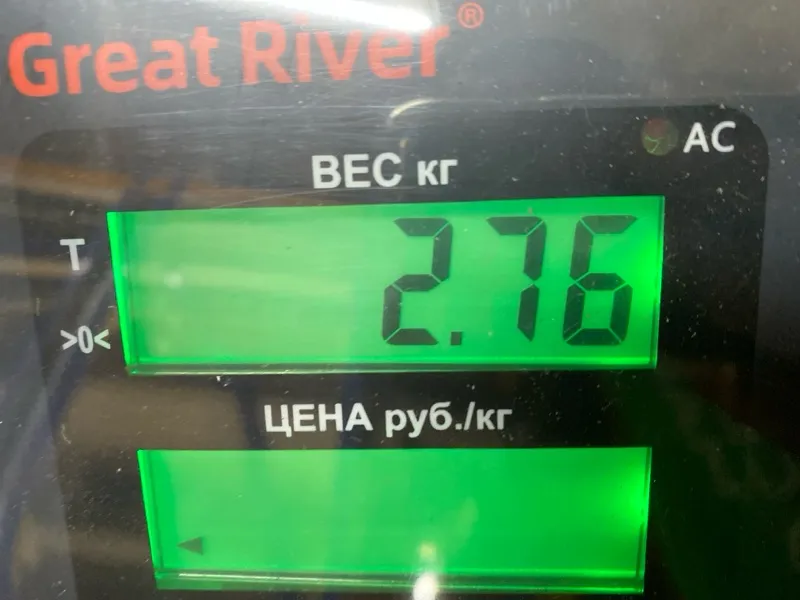 Great River®
AC
ВЕС кг
T
2.76
>0<
ЦЕНА руб./кг